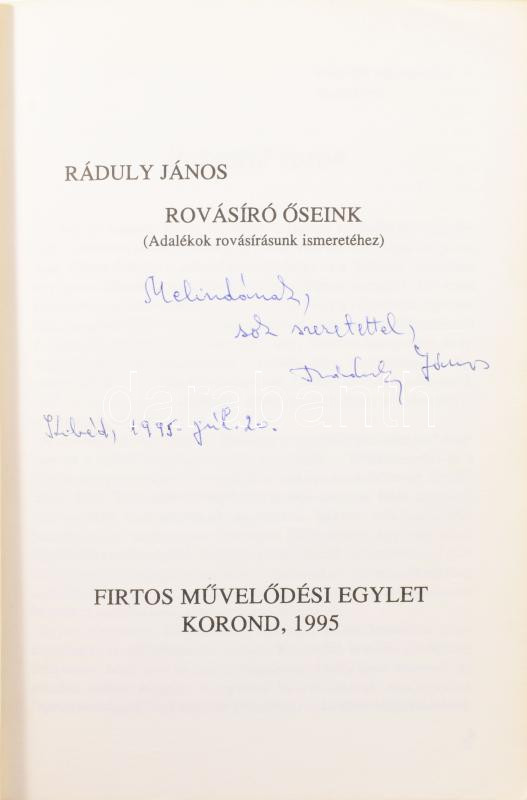 RÁDULY JÁNOS
ROVÁSÍRÓ ŐSEINK
(Adalékok rovásírásunk ismeretéhez)
Melindának,
sok szeretettel,
Ráduly János
darabanth
Kibéd, 1995. júl. 20.
FIRTOS MŰVELŐDÉSI EGYLET
KOROND, 1995